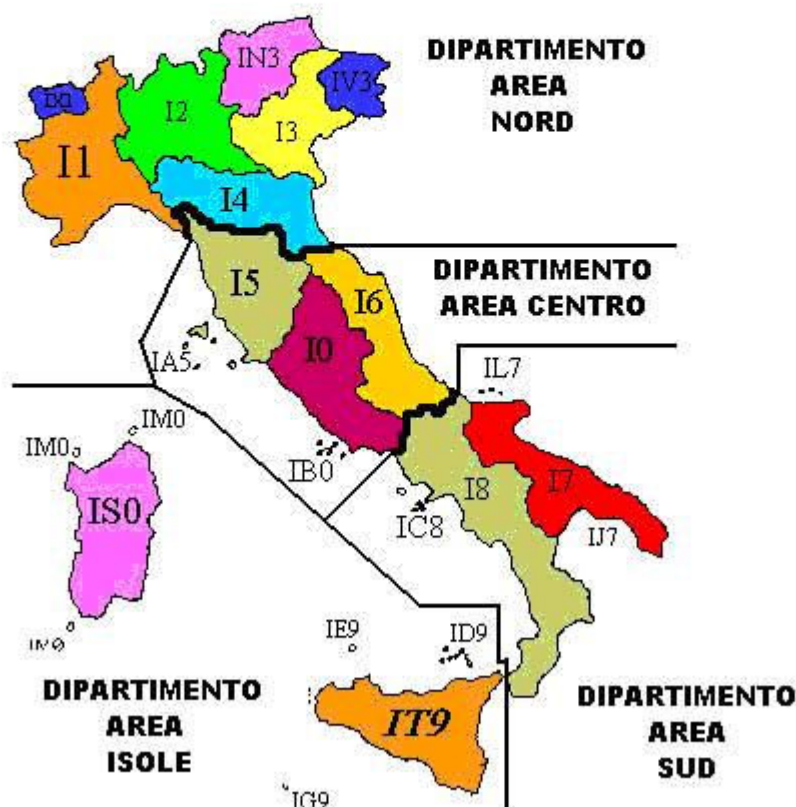 DIPARTIMENTO
AREA
NORD
IN3
IV3
I2
I3
I1
I4
DIPARTIMENTO
AREA CENTRO
I5
I6
I0
IA5
IL7
IM0
IM0
IB0
I8
I7
IS0
IC8
IJ7
IM0
IE9
ID9
DIPARTIMENTO
AREA
ISOLE
IT9
DIPARTIMENTO
AREA
SUD
IG9